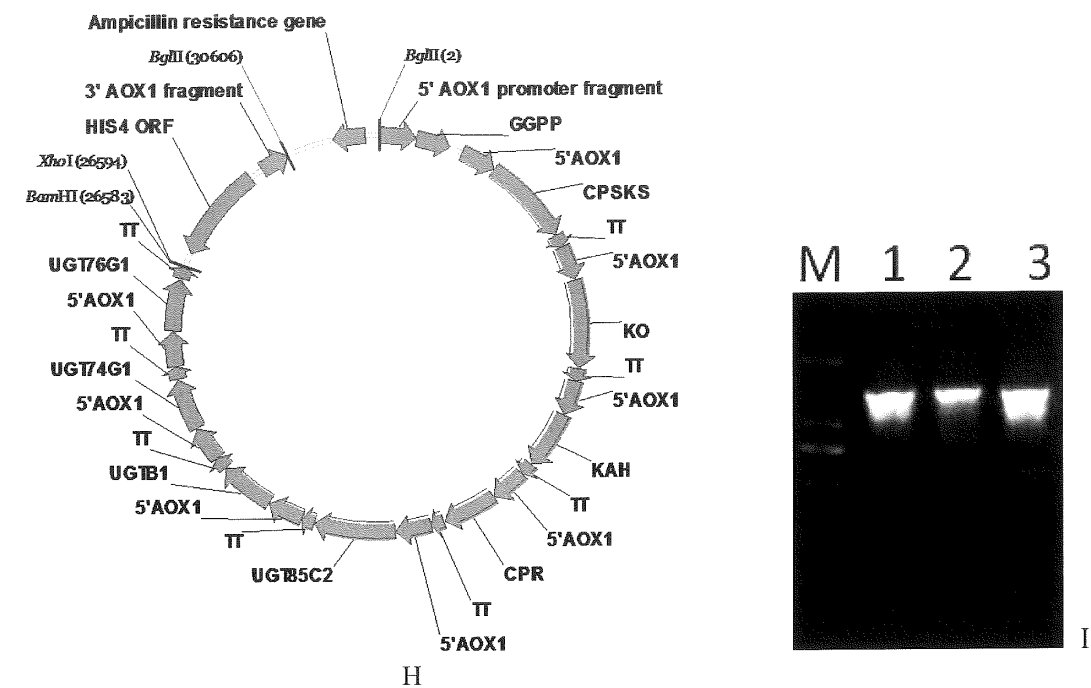 Ampicillin resistance gene
BglII (30606)
BglII (2)
3' AOX1 fragment
5' AOX1 promoter fragment
HIS4 ORF
GGPP
5'AOX1
XhoI (26594)
CPSKS
BamHI (26583)
TT
TT
UGT76G1
5'AOX1
5'AOX1
TT
KO
UGT74G1
TT
5'AOX1
5'AOX1
TT
UGTB1
KAH
5'AOX1
TT
TT
5'AOX1
UGT85C2
CPR
TT
5'AOX1
H
M 1 2 3
I